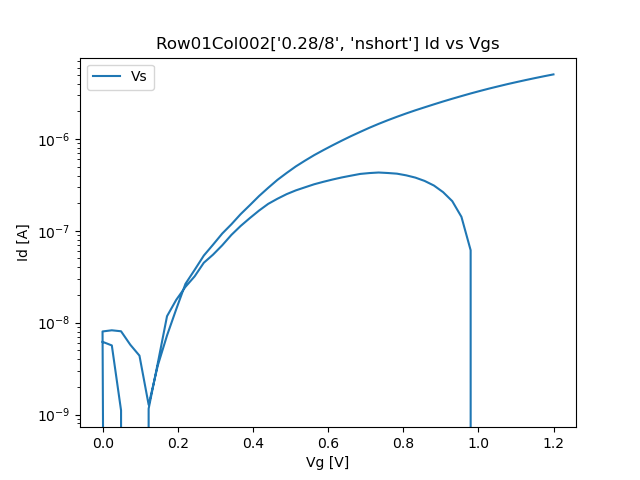 Row01Col002['0.28/8', 'nshort'] Id vs Vgs
Vs
Id [A]
10^-6
10^-7
10^-8
10^-9
0.0 0.2 0.4 0.6 0.8 1.0 1.2
Vg [V]